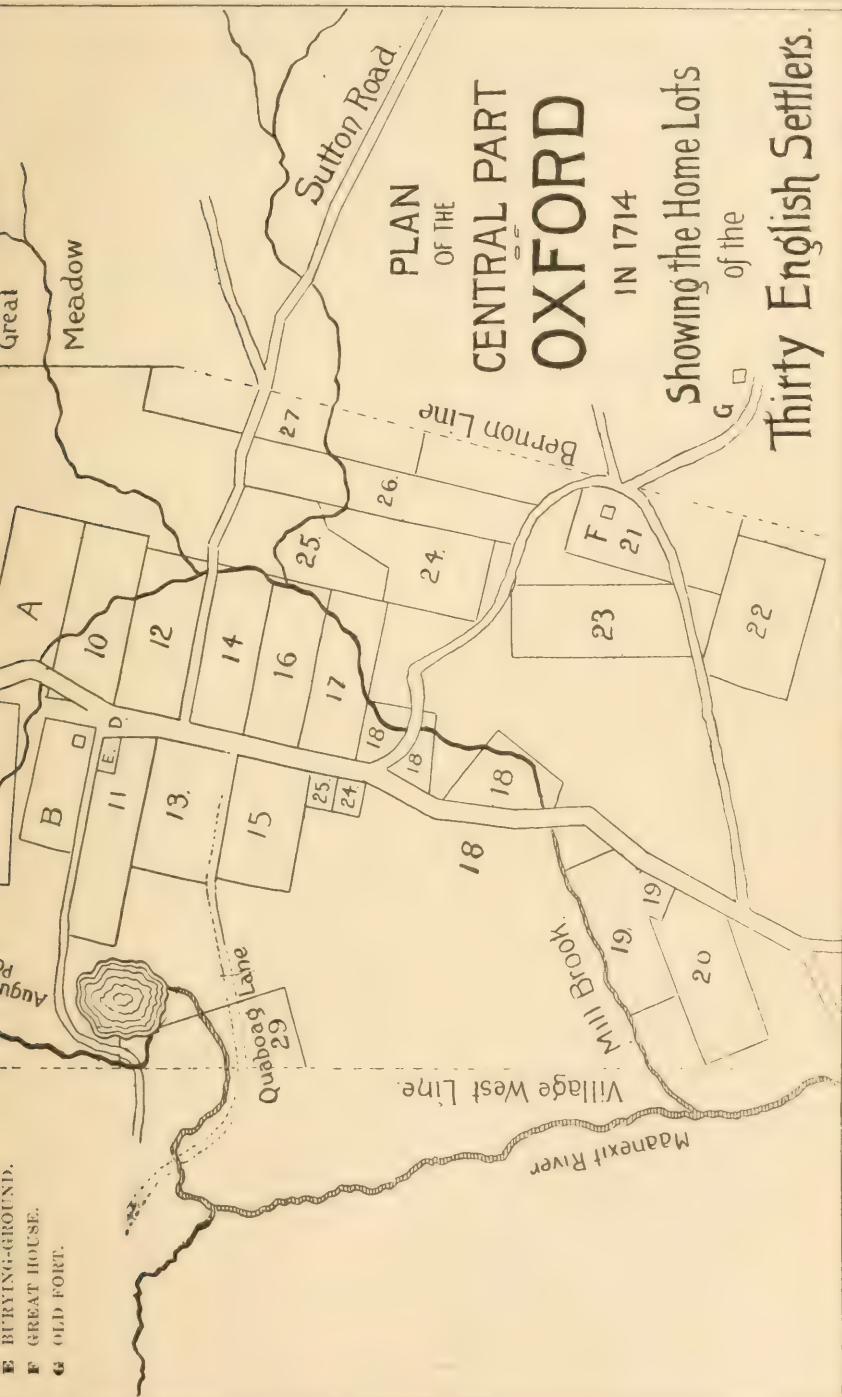 PLAN
OF THE
CENTRAL PART
OF
OXFORD
IN 1714
Showing the Home Lots
of the
Thirty English Settlers.
E BURYING-GROUND.
F GREAT HOUSE.
G OLD FORT.
Great
Meadow
Sutton Road.
Bernon Line
Quaboag Lane
Mill Brook.
Village West Line.
Maanexit River
A
B
D.
E.
F
G
10
11
12
13.
14
15
16
17
18
18
18
18
19.
19
20
21
22
23
24.
24.
25.
25.
26.
27
29